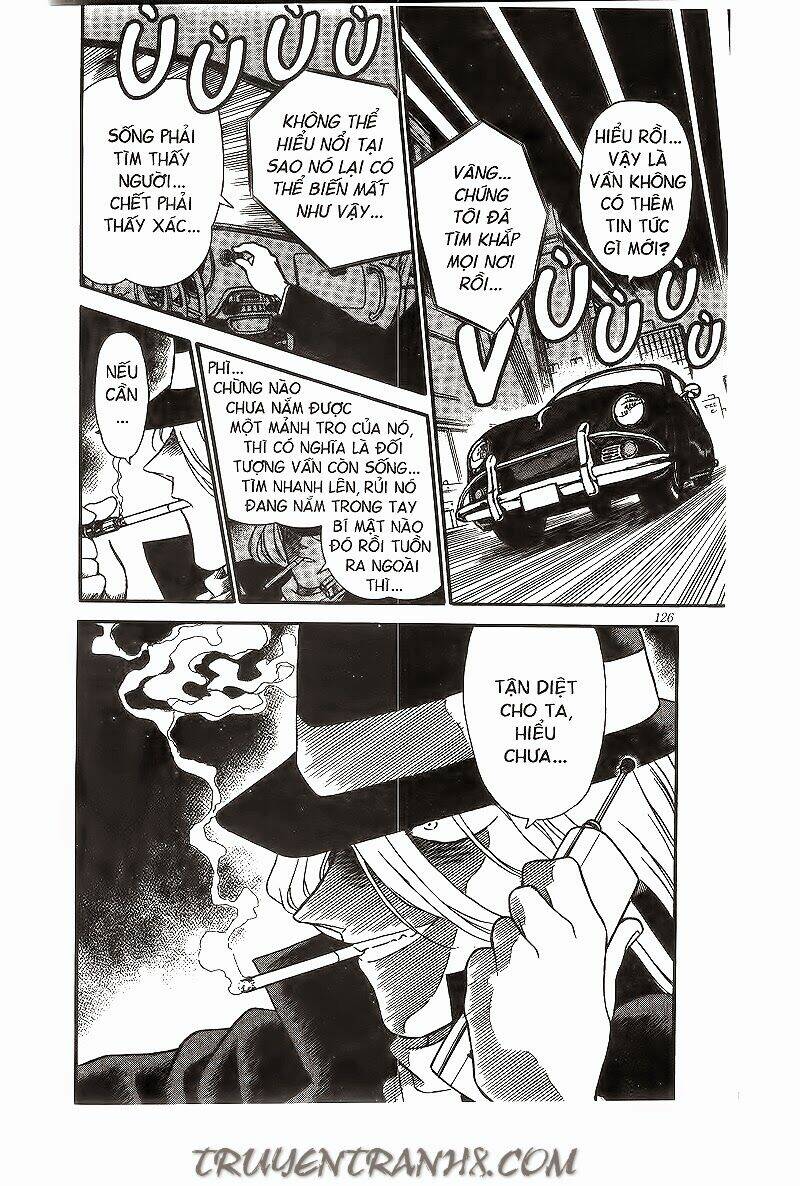 HIỂU RỒI...
VẬY LÀ
VẪN KHÔNG
CÓ THÊM
TIN TỨC
GÌ MỚI?
VÂNG...
CHÚNG
TÔI ĐÃ
TÌM KHẮP
MỌI NƠI
RỒI...
VÙÙÙÙ
ÙÙÙÙÙ
KHÔNG THỂ
HIỂU NỔI TẠI
SAO NÓ LẠI CÓ
THỂ BIẾN MẤT
NHƯ VẬY...
SỐNG PHẢI
TÌM THẤY
NGƯỜI...
CHẾT PHẢI
THẤY XÁC...
PHÌ...
CHỪNG NÀO
CHƯA NẮM ĐƯỢC
MỘT MẢNH TRO CỦA NÓ,
THÌ CÓ NGHĨA LÀ ĐỐI
TƯỢNG VẪN CÒN SỐNG...
TÌM NHANH LÊN, RỦI NÓ
ĐANG NẮM TRONG TAY
BÍ MẬT NÀO
ĐÓ RỒI TUỒN
RA NGOÀI
THÌ...
NẾU
CẦN
...
126
TẬN DIỆT
CHO TA,
HIỂU
CHƯA...
TRUYENTRANH8.COM